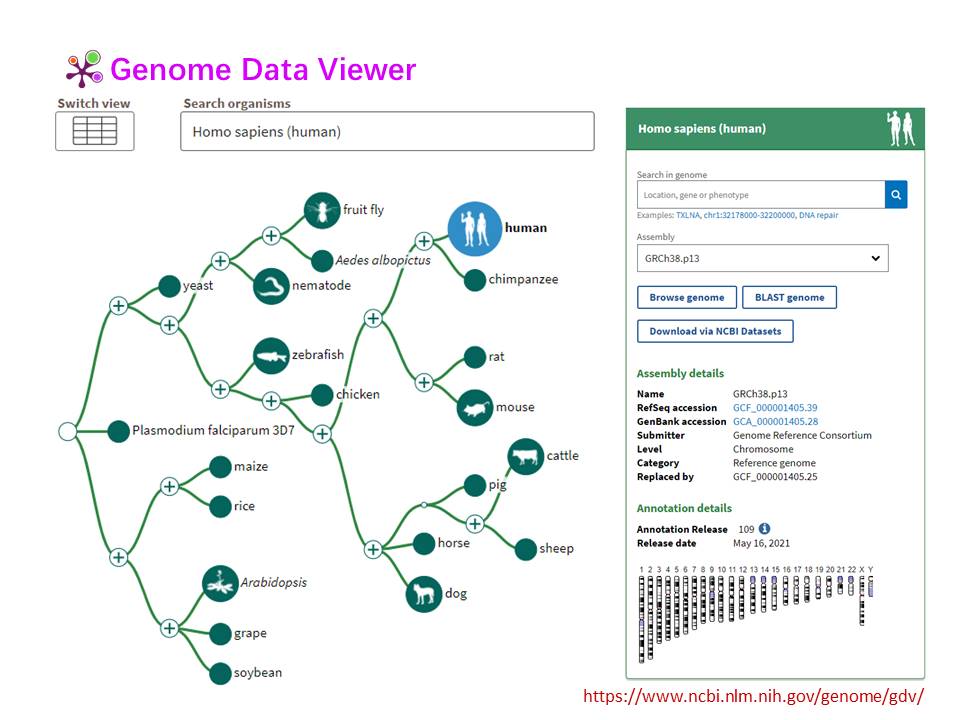 Genome Data Viewer
Switch view
Search organisms
Homo sapiens (human)
fruit fly
Aedes albopictus
yeast
nematode
human
chimpanzee
zebrafish
chicken
rat
mouse
Plasmodium falciparum 3D7
cattle
pig
maize
rice
horse
sheep
dog
Arabidopsis
grape
soybean
Homo sapiens (human)
Search in genome
Location, gene or phenotype
Examples: TXLNA, chr1:32178000-32200000, DNA repair
Assembly
GRCh38.p13
Browse genome
BLAST genome
Download via NCBI Datasets
Assembly details
Name GRCh38.p13
RefSeq accession GCF_000001405.39
GenBank accession GCA_000001405.28
Submitter Genome Reference Consortium
Level Chromosome
Category Reference genome
Replaced by GCF_000001405.25
Annotation details
Annotation Release 109
Release date May 16, 2021
1 2 3 4 5 6 7 8 9 10 11 12 13 14 15 16 17 18 19 20 21 22 X Y
https://www.ncbi.nlm.nih.gov/genome/gdv/